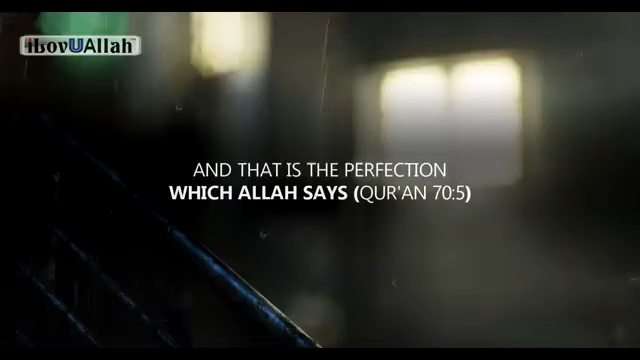 iLovUAllah
AND THAT IS THE PERFECTION
WHICH ALLAH SAYS (QUR'AN 70:5)